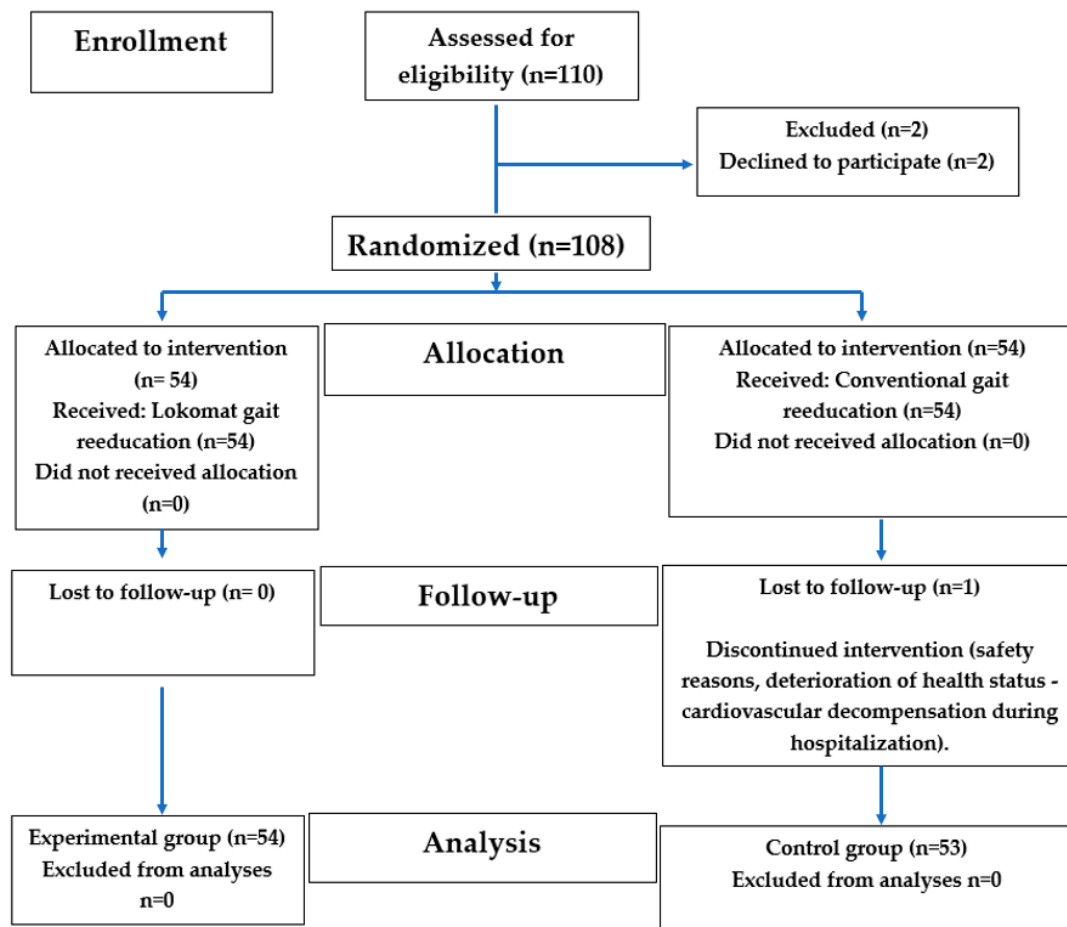 Enrollment
Assessed for
eligibility (n=110)
Excluded (n=2)
Declined to participate (n=2)
Randomized (n=108)
Allocated to intervention
(n= 54)
Received: Lokomat gait
reeducation (n=54)
Did not received allocation
(n=0)
Allocation
Allocated to intervention (n=54)
Received: Conventional gait
reeducation (n=54)
Did not received allocation (n=0)
Lost to follow-up (n= 0)
Follow-up
Lost to follow-up (n=1)
Discontinued intervention (safety
reasons, deterioration of health status -
cardiovascular decompensation during
hospitalization).
Experimental group (n=54)
Excluded from analyses
n=0
Analysis
Control group (n=53)
Excluded from analyses n=0